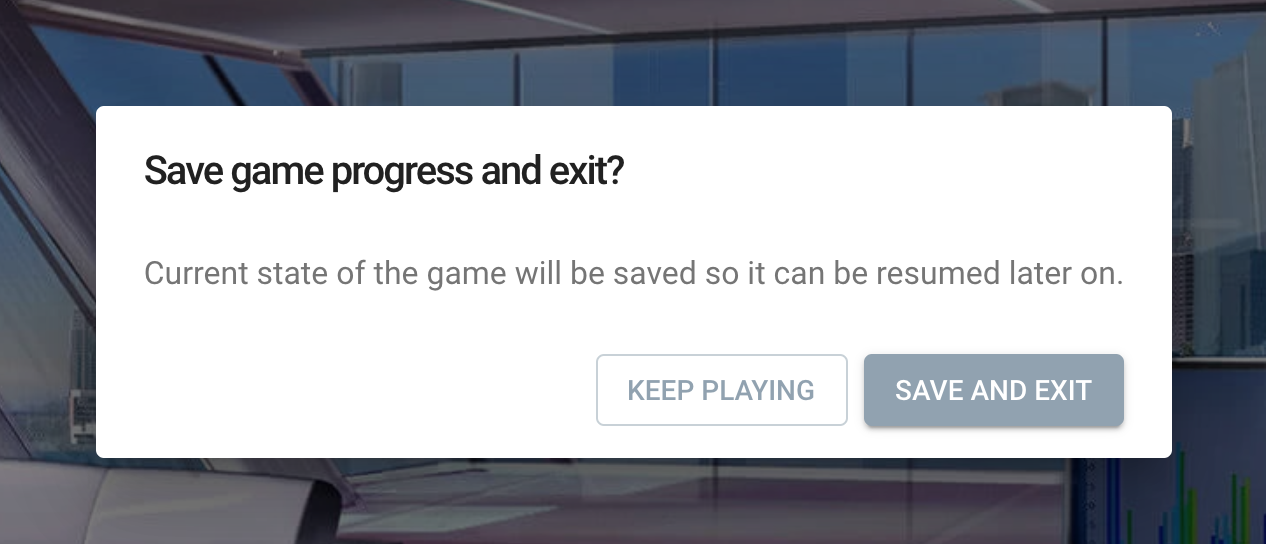 Save game progress and exit?
Current state of the game will be saved so it can be resumed later on.
KEEP PLAYING
SAVE AND EXIT